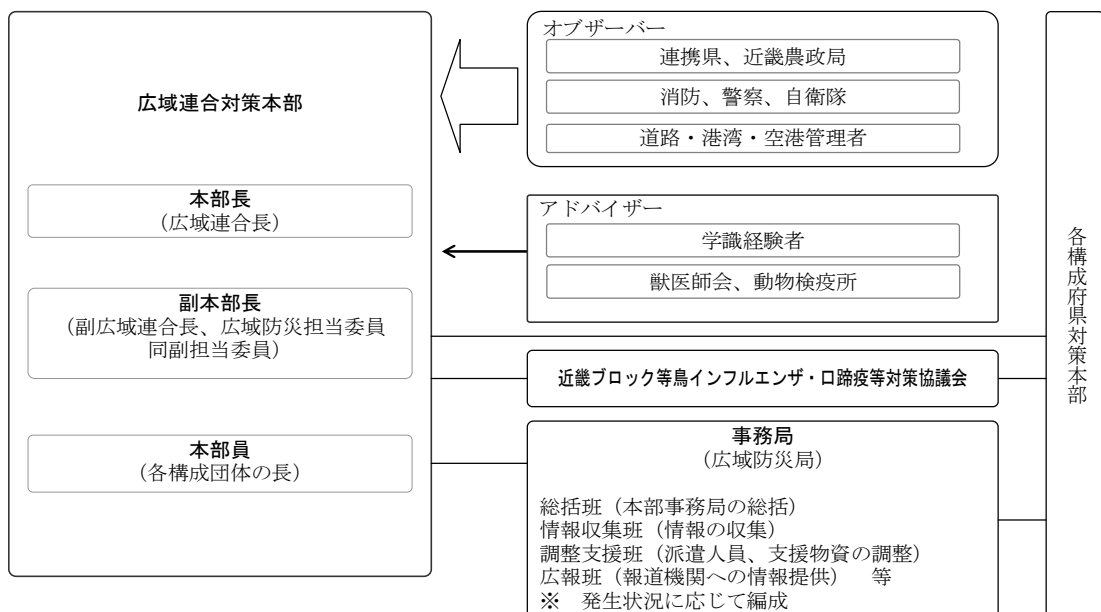 広域連合対策本部
本部長
（広域連合長）
副本部長
（副広域連合長、広域防災担当委員
同副担当委員）
本部員
（各構成団体の長）
オブザーバー
連携県、近畿農政局
消防、警察、自衛隊
道路・港湾・空港管理者
アドバイザー
学識経験者
獣医師会、動物検疫所
近畿ブロック等鳥インフルエンザ・口蹄疫等対策協議会
事務局
（広域防災局）
総括班（本部事務局の総括）
情報収集班（情報の収集）
調整支援班（派遣人員、支援物資の調整）
広報班（報道機関への情報提供）　等
※　発生状況に応じて編成
各構成府県対策本部